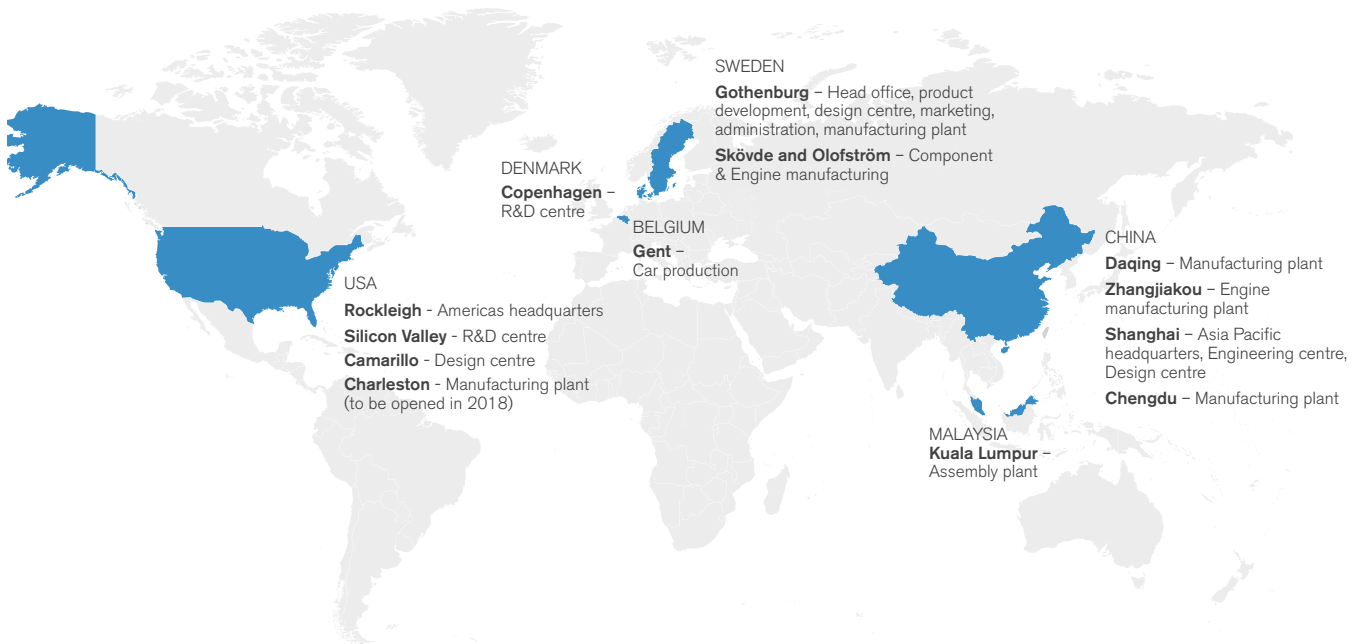 SWEDEN
Gothenburg – Head office, product
development, design centre, marketing,
administration, manufacturing plant
Skövde and Olofström – Component
& Engine manufacturing
DENMARK
Copenhagen –
R&D centre
BELGIUM
Gent –
Car production
USA
Rockleigh - Americas headquarters
Silicon Valley - R&D centre
Camarillo - Design centre
Charleston - Manufacturing plant
(to be opened in 2018)
CHINA
Daqing – Manufacturing plant
Zhangjiakou – Engine
manufacturing plant
Shanghai – Asia Pacific
headquarters, Engineering centre,
Design centre
Chengdu – Manufacturing plant
MALAYSIA
Kuala Lumpur –
Assembly plant